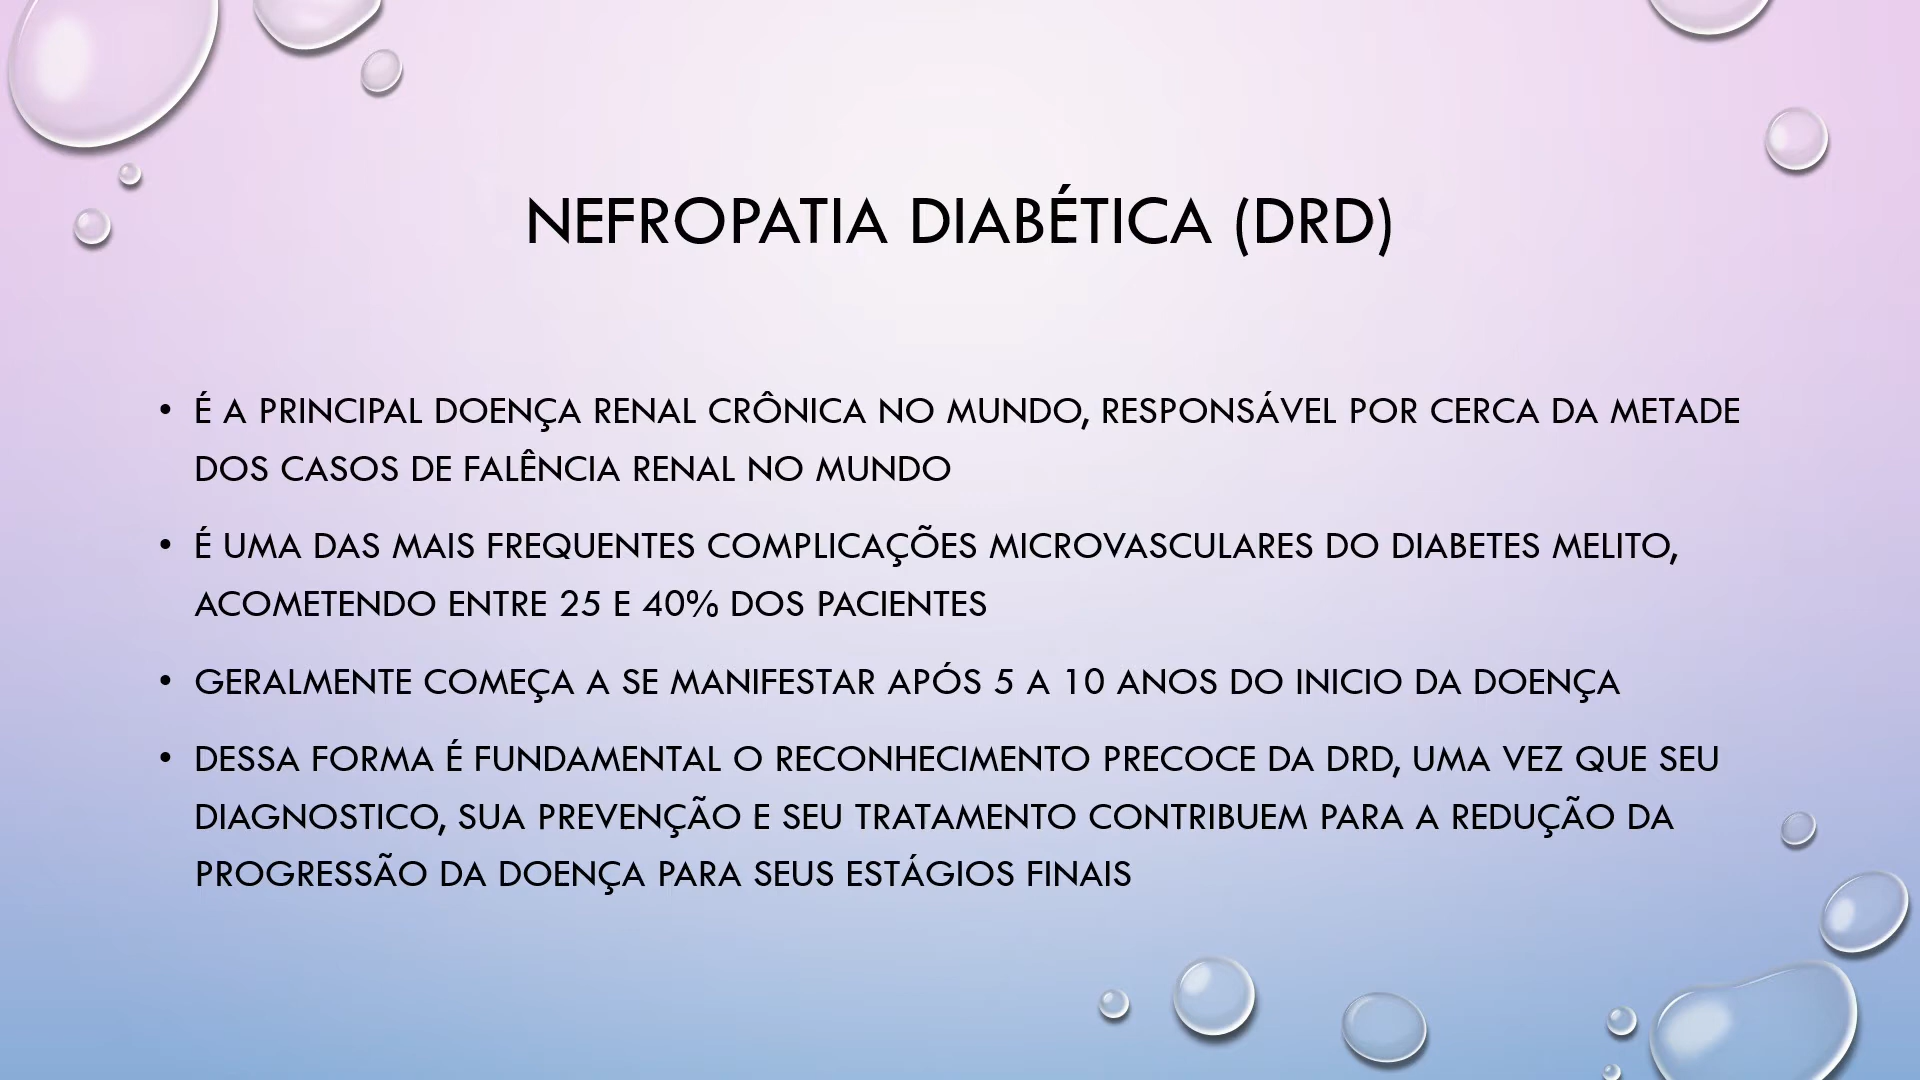 NEFROPATIA DIABÉTICA (DRD)
• É A PRINCIPAL DOENÇA RENAL CRÔNICA NO MUNDO, RESPONSÁVEL POR CERCA DA METADE
DOS CASOS DE FALÊNCIA RENAL NO MUNDO
• É UMA DAS MAIS FREQUENTES COMPLICAÇÕES MICROVASCULARES DO DIABETES MELITO,
ACOMETENDO ENTRE 25 E 40% DOS PACIENTES
• GERALMENTE COMEÇA A SE MANIFESTAR APÓS 5 A 10 ANOS DO INICIO DA DOENÇA
• DESSA FORMA É FUNDAMENTAL O RECONHECIMENTO PRECOCE DA DRD, UMA VEZ QUE SEU
DIAGNOSTICO, SUA PREVENÇÃO E SEU TRATAMENTO CONTRIBUEM PARA A REDUÇÃO DA
PROGRESSÃO DA DOENÇA PARA SEUS ESTÁGIOS FINAIS